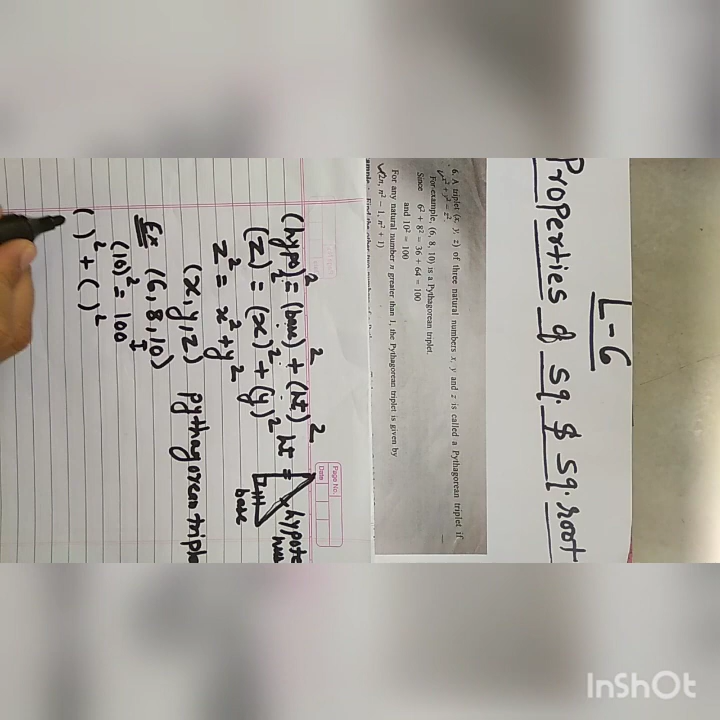 L-6
Properties of Sq. & Sq. root
6. A triplet (x, y, z) of three natural numbers x, y and z is called a Pythagorean triplet if
x² + y² = z².
For example, (6, 8, 10) is a Pythagorean triplet.
Since 6² + 8² = 36 + 64 = 100
and 10² = 100
For any natural number n greater than 1, the Pythagorean triplet is given by
(2n, n² – 1, n² + 1)
Page No.
Date
(hypo)² = (base)² + (ht)²
(z)² = (x)² + (y)²
z² = x² + y²
ht
hypote
base
(x, y, z) Pythagorean triple
Ex (6, 8, 10)
(10)² = 100
( )² + ( )²
InShOt